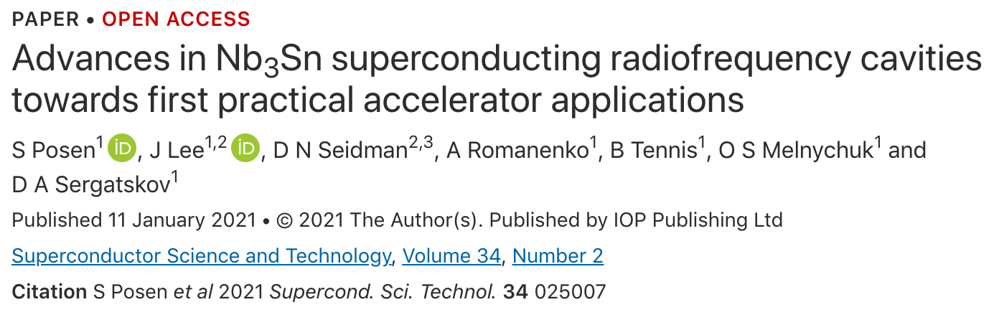 PAPER • OPEN ACCESS
Advances in Nb₃Sn superconducting radiofrequency cavities
towards first practical accelerator applications
S Posen¹ iD, J Lee¹,² iD, D N Seidman²,³, A Romanenko¹, B Tennis¹, O S Melnychuk¹ and
D A Sergatskov¹
Published 11 January 2021 • © 2021 The Author(s). Published by IOP Publishing Ltd
Superconductor Science and Technology, Volume 34, Number 2
Citation S Posen et al 2021 Supercond. Sci. Technol. 34 025007